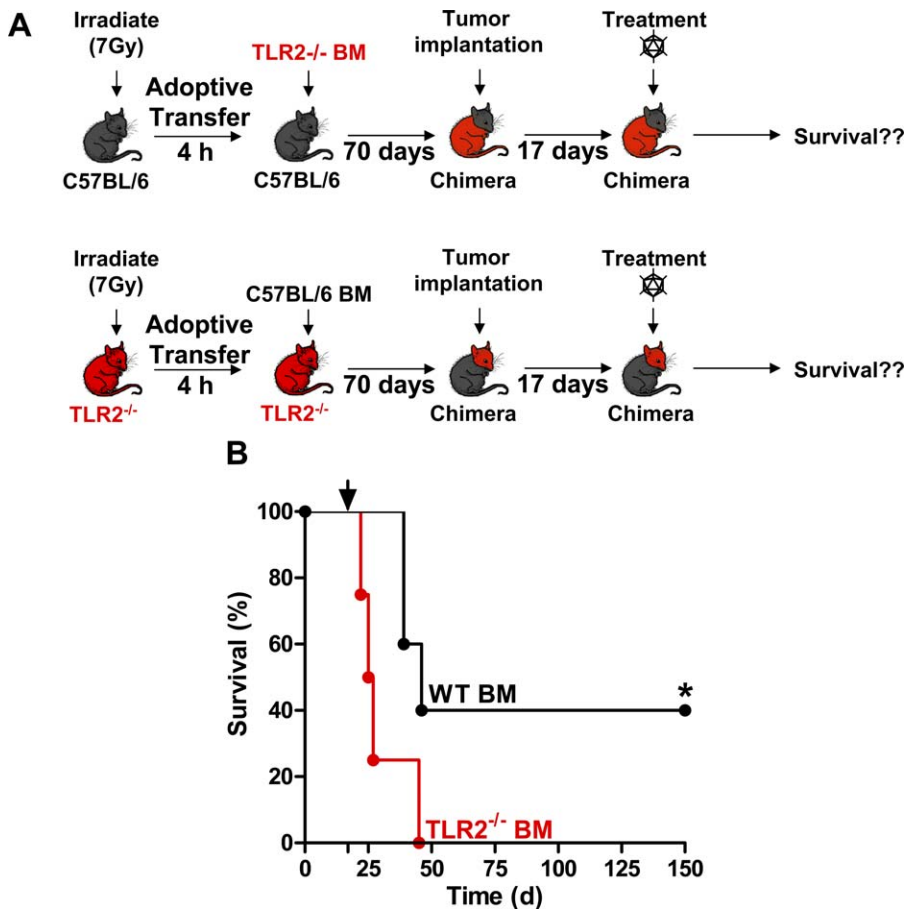 A
Irradiate
(7Gy)
TLR2-/- BM
Tumor
implantation
Treatment
Adoptive
Transfer
4 h
70 days
17 days
Survival??
C57BL/6
C57BL/6
Chimera
Chimera
Irradiate
(7Gy)
C57BL/6 BM
Tumor
implantation
Treatment
Adoptive
Transfer
4 h
70 days
17 days
Survival??
TLR2-/-
TLR2-/-
Chimera
Chimera
B
Survival (%)
100
80
60
40
20
0
WT BM
*
TLR2-/- BM
0
25
50
75
100
125
150
Time (d)